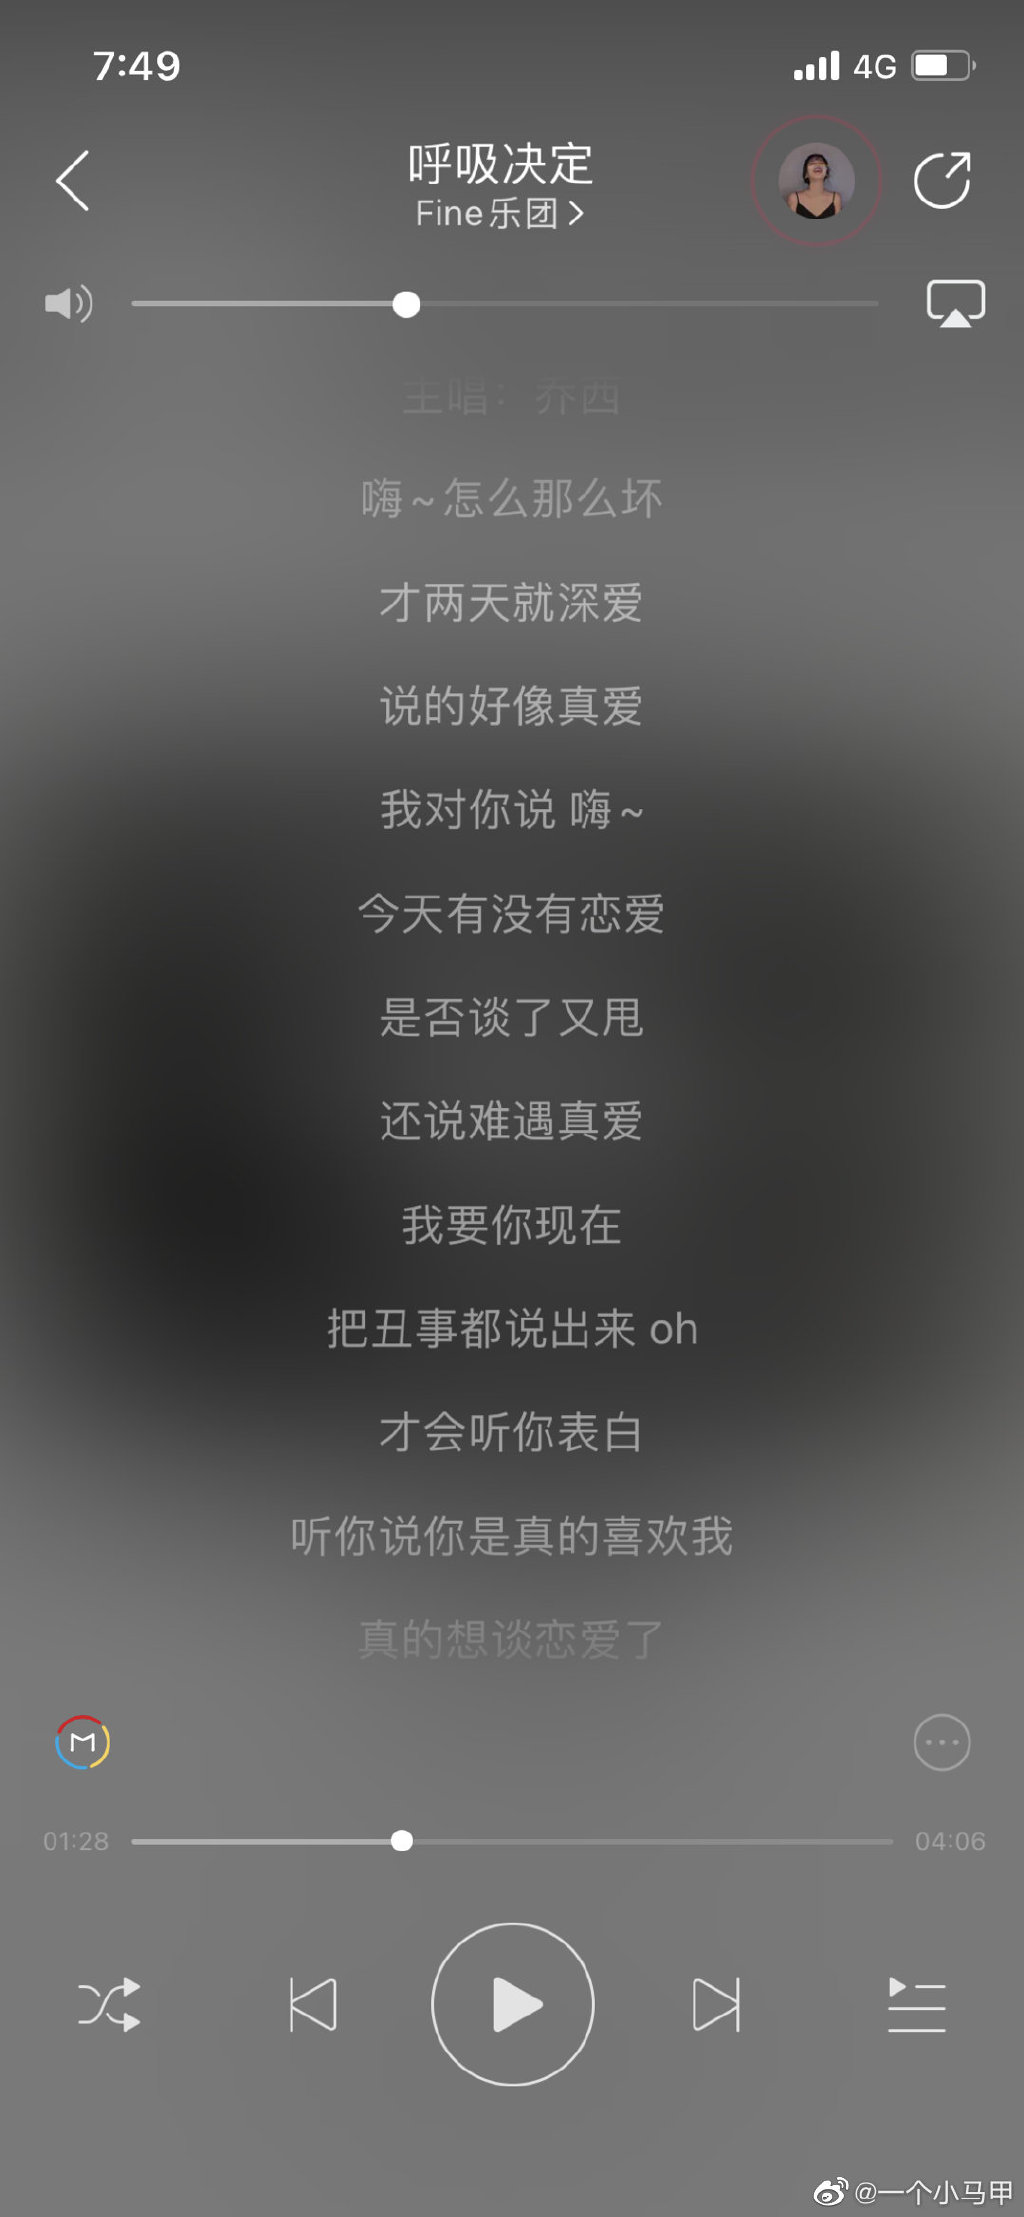 7:49
4G
呼吸决定
Fine乐团
主唱：乔西
嗨~怎么那么坏
才两天就深爱
说的好像真爱
我对你说 嗨~
今天有没有恋爱
是否谈了又甩
还说难遇真爱
我要你现在
把丑事都说出来 oh
才会听你表白
听你说你是真的喜欢我
真的想谈恋爱了
M
01:28
04:06
@一个小马甲